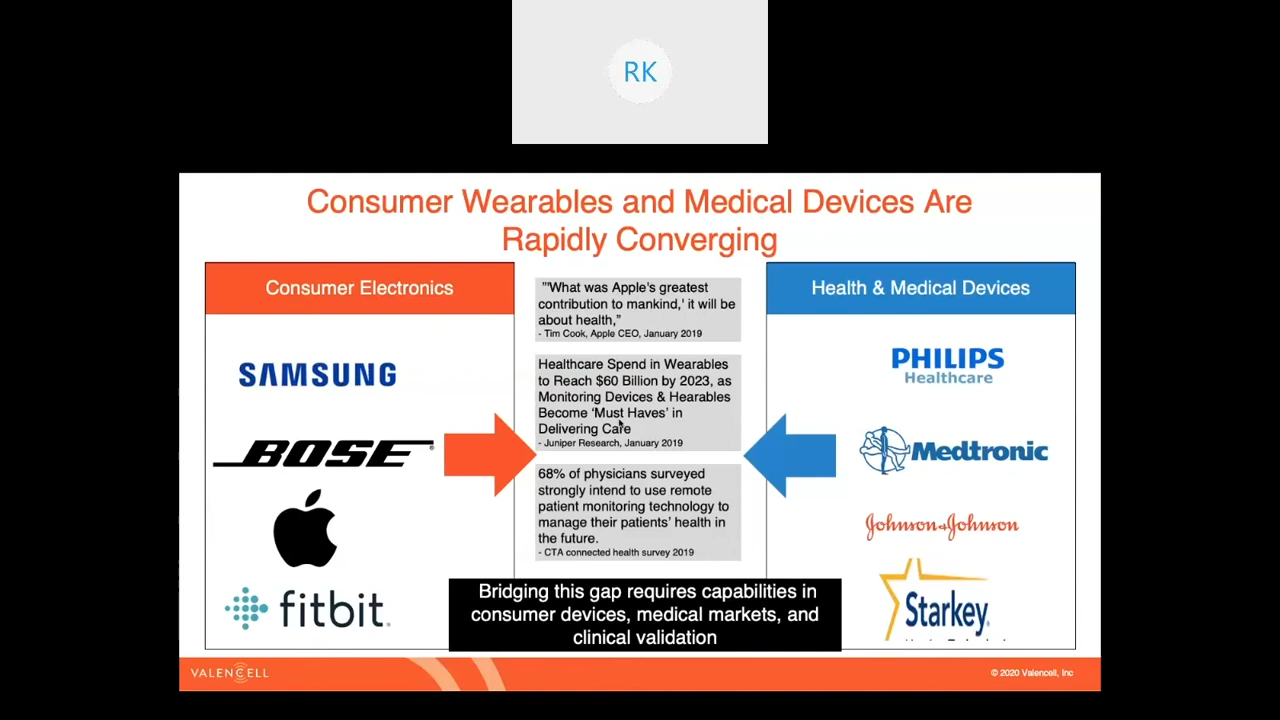 RK
Consumer Wearables and Medical Devices Are
Rapidly Converging
Consumer Electronics
SAMSUNG
BOSE
fitbit
"'What was Apple's greatest
contribution to mankind,' it will be
about health,"
- Tim Cook, Apple CEO, January 2019
Healthcare Spend in Wearables
to Reach $60 Billion by 2023, as
Monitoring Devices & Hearables
Become ‘Must Haves’ in
Delivering Care
- Juniper Research, January 2019
68% of physicians surveyed
strongly intend to use remote
patient monitoring technology to
manage their patients’ health in
the future.
- CTA connected health survey 2019
Health & Medical Devices
PHILIPS
Healthcare
Medtronic
Johnson+Johnson
Starkey
Bridging this gap requires capabilities in
consumer devices, medical markets, and
clinical validation
VALENCELL
© 2020 Valencell, Inc